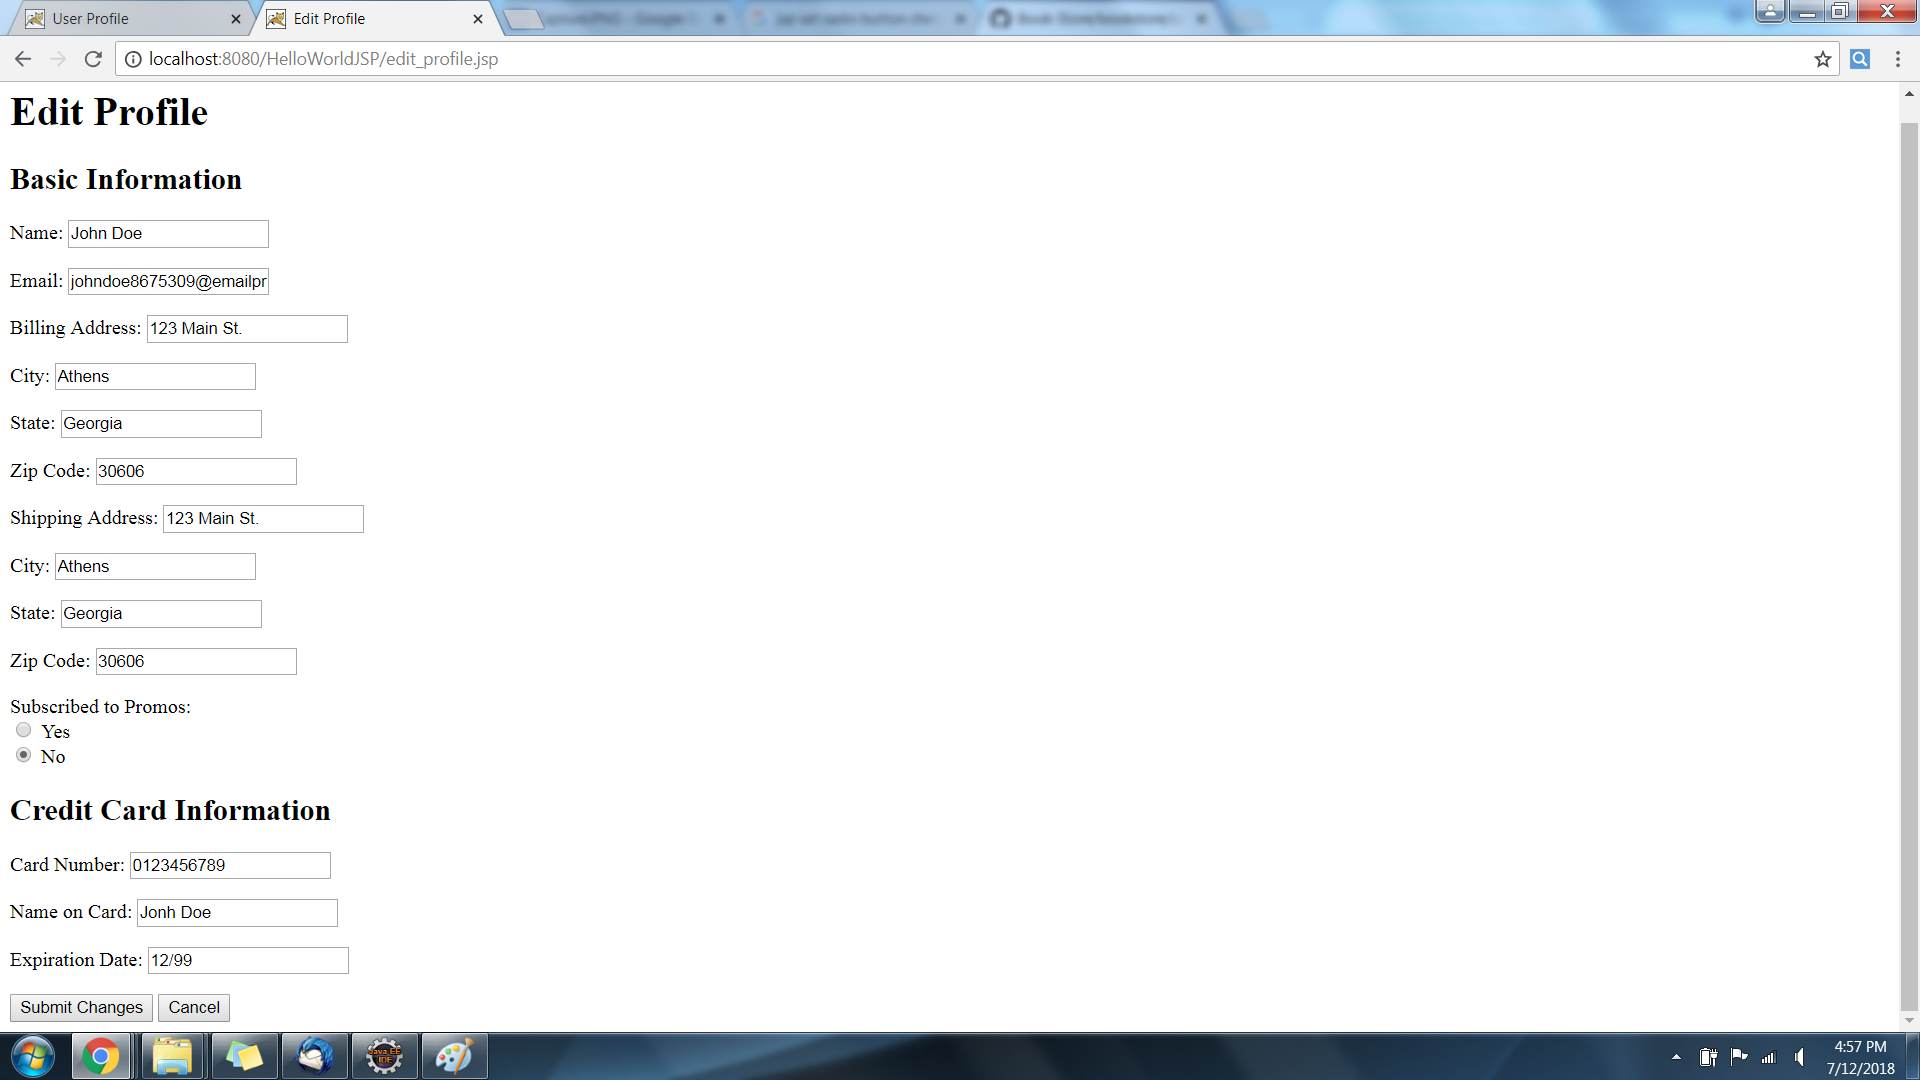 User Profile
Edit Profile
localhost:8080/HelloWorldJSP/edit_profile.jsp
Edit Profile
Basic Information
Name: John Doe
Email: johndoe8675309@emailpr
Billing Address: 123 Main St.
City: Athens
State: Georgia
Zip Code: 30606
Shipping Address: 123 Main St.
City: Athens
State: Georgia
Zip Code: 30606
Subscribed to Promos:
Yes
No
Credit Card Information
Card Number: 0123456789
Name on Card: Jonh Doe
Expiration Date: 12/99
Submit Changes Cancel
Java EE
IDE
4:57 PM
7/12/2018